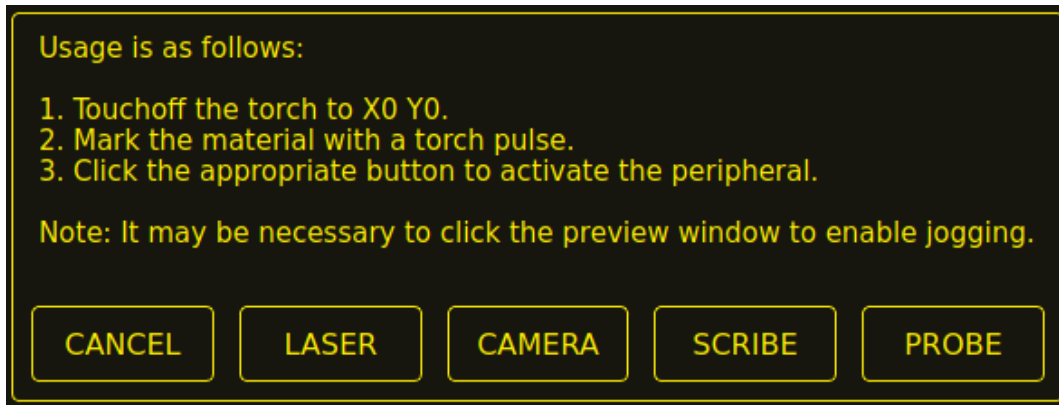 Usage is as follows:
1. Touchoff the torch to X0 Y0.
2. Mark the material with a torch pulse.
3. Click the appropriate button to activate the peripheral.
Note: It may be necessary to click the preview window to enable jogging.
CANCEL LASER CAMERA SCRIBE PROBE